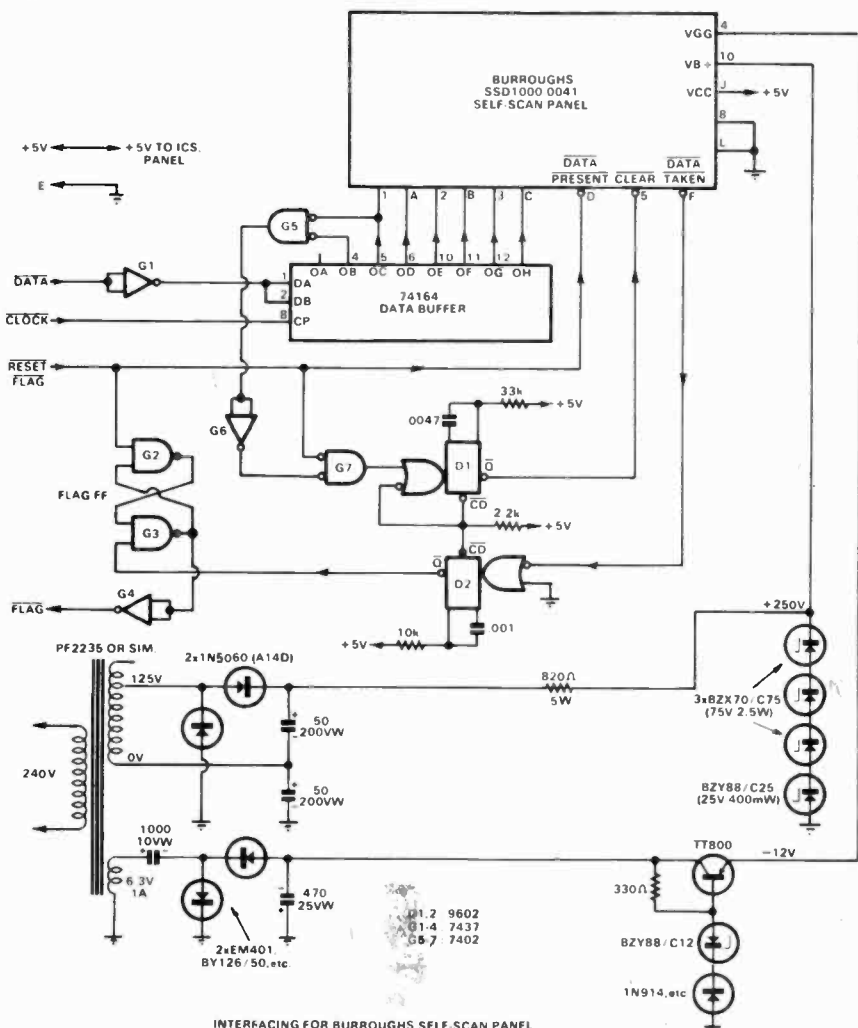 VGG 4
VB+ 10
BURROUGHS
SSD1000 0041
SELF-SCAN PANEL
VCC J +5V
8
L
+5V +5V TO ICS.
PANEL
E
DATA
PRESENT CLEAR
DATA
TAKEN
1 A 2 B 3 C D 5 F
G5
4 5 6 10 11 12
OA OB OC OD OE OF OG OH
DATA
G1
1 DA
2 DB
74164
DATA BUFFER
CLOCK
8 CP
RESET
FLAG
33k
+5V
0047
G6
G2
G7
D1
Q
FLAG FF
CD
2.2k
+5V
G3
CD
Q
D2
G4
FLAG
001
+5V
10k
+250V
PF2235 OR SIM.
2x1N5060 (A14D)
125V
820Ω
5W
3xBZX70/C75
(75V 2.5W)
50
200VW
0V
240V
50
200VW
BZY88/C25
(25V 400mW)
1000
10VW
TT800
-12V
6.3V
1A
330Ω
470
25VW
D1.2 9602
G1-4 7437
G5-7 7402
2xEM401,
BY126/50, etc.
BZY88/C12
1N914, etc
INTERFACING FOR BURROUGHS SELF-SCAN PANEL